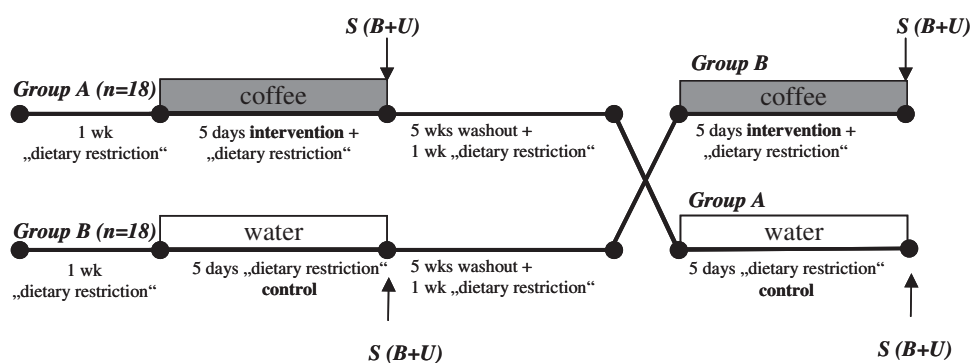 S (B+U)
S (B+U)
Group A (n=18)
coffee
Group B
coffee
1 wk
„dietary restriction“
5 days intervention +
„dietary restriction“
5 wks washout +
1 wk „dietary restriction“
5 days intervention +
„dietary restriction“
Group B (n=18)
water
Group A
water
1 wk
„dietary restriction“
5 days „dietary restriction“
control
5 wks washout +
1 wk „dietary restriction“
5 days „dietary restriction“
control
S (B+U)
S (B+U)